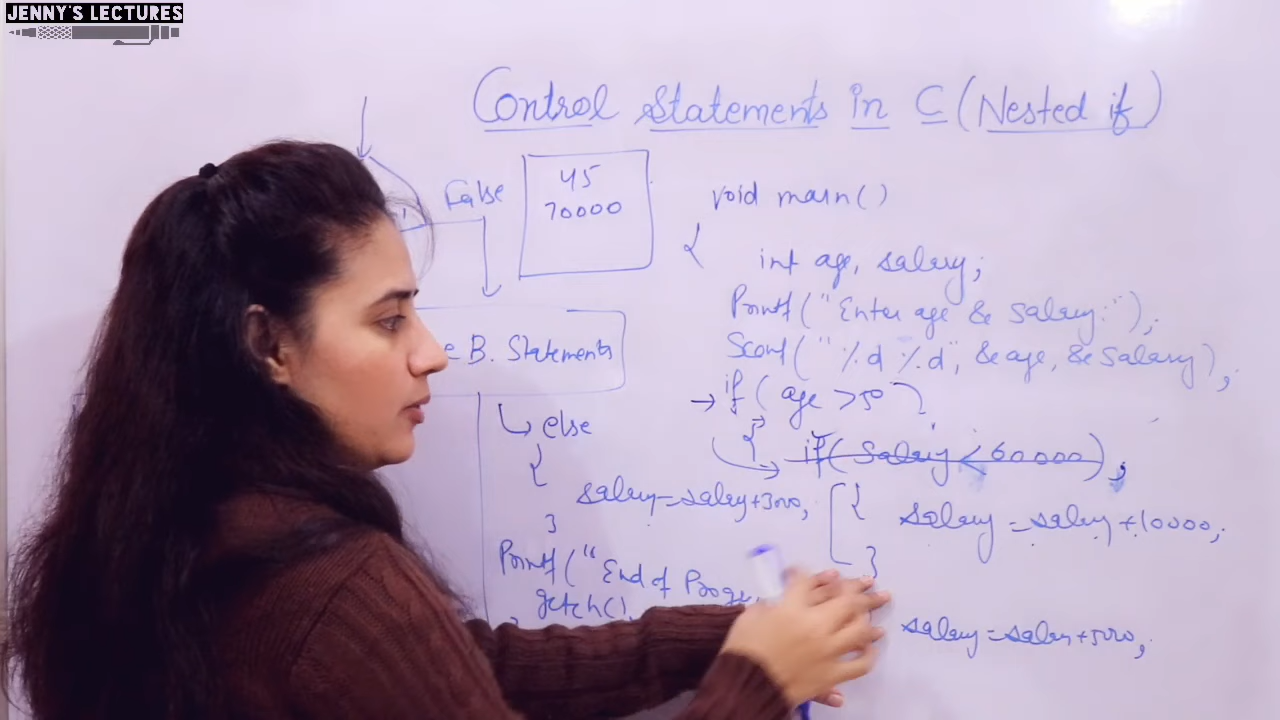 JENNY'S LECTURES
Control Statements in C (Nested if)
False
45
70000
e B. Statements
else
{
salary=salary+3000;
}
Printf("End of Progr
getch();
void main()
{
int age, salary;
Printf("Enter age & Salary:");
Scanf("%d %d", &age, &Salary);
→ if (age >50)
{ if (Salary < 60000);
{ Salary = salary +10000;
}
salary=salary+5000;